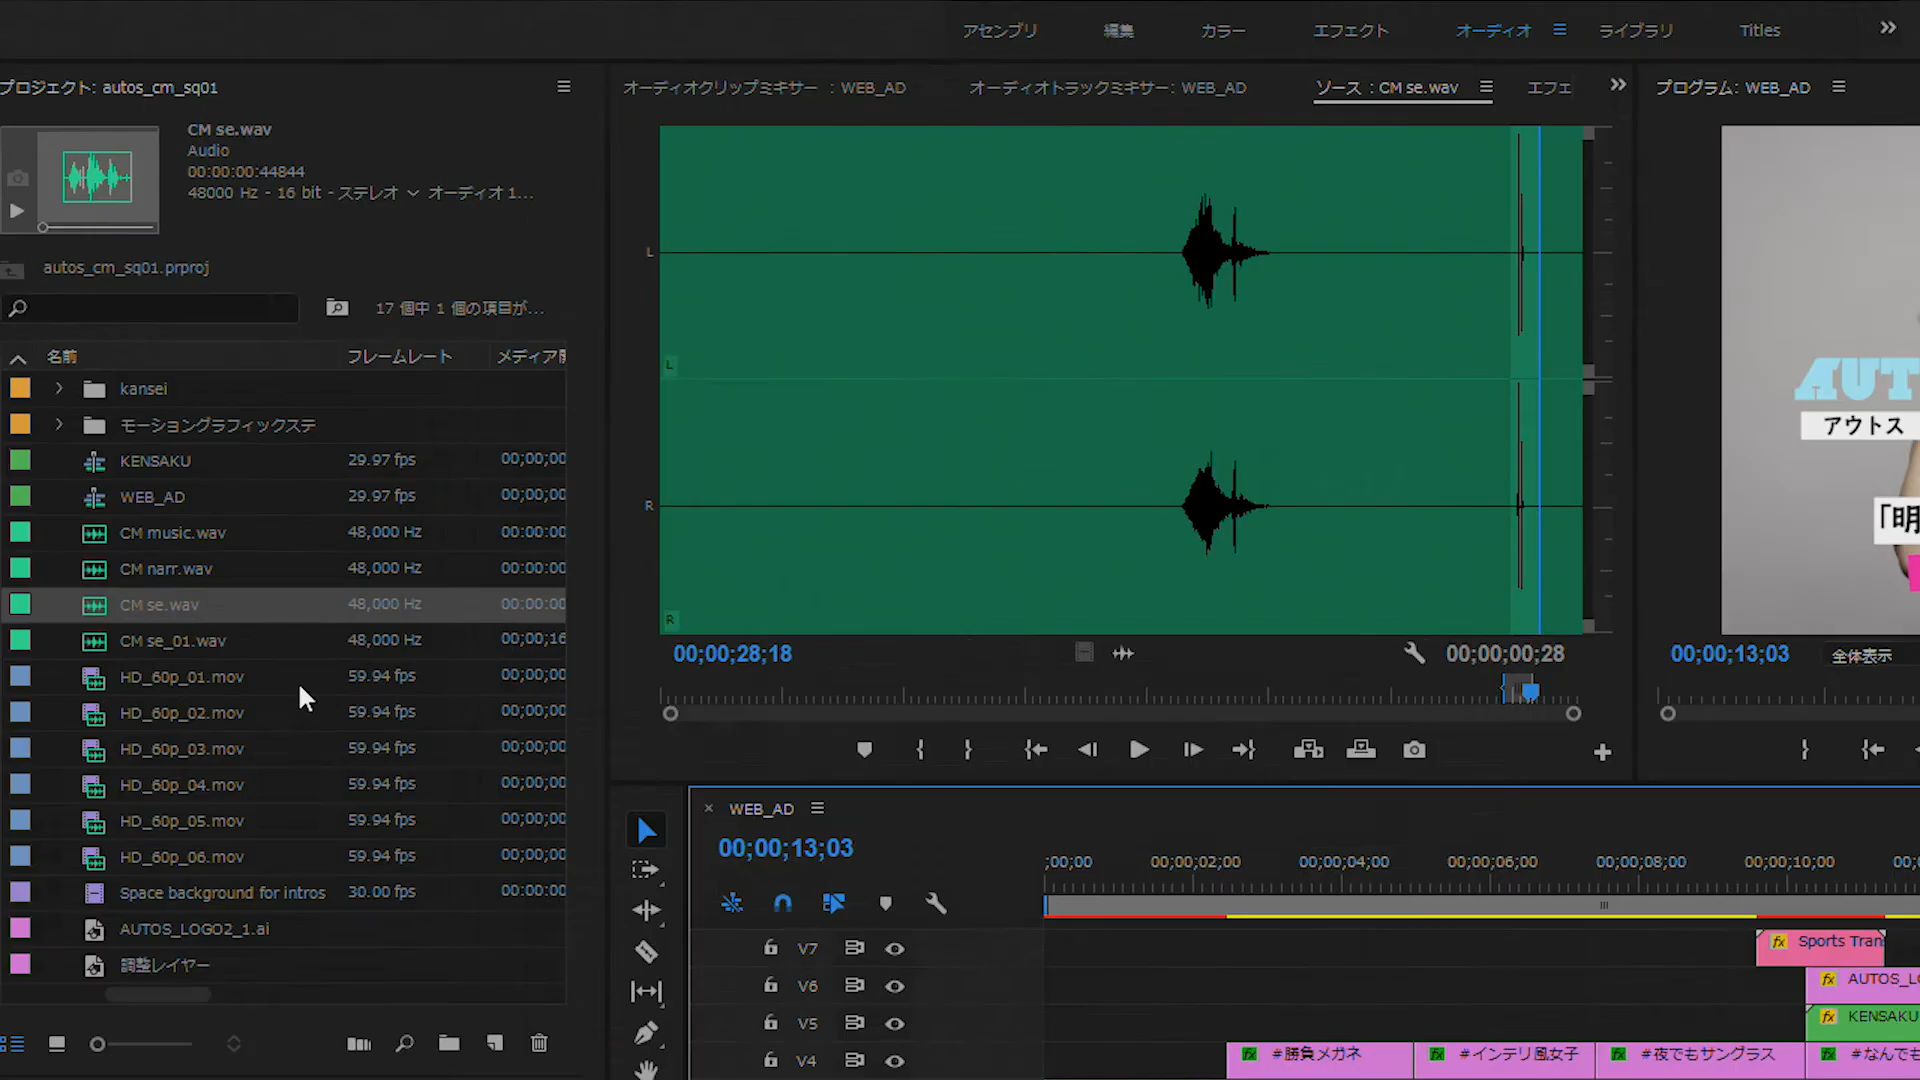 アセンブリ 編集 カラー エフェクト オーディオ ライブラリ Titles
プロジェクト: autos_cm_sq01
オーディオクリップミキサー : WEB_AD オーディオトラックミキサー: WEB_AD ソース : CM se.wav エフェ プログラム: WEB_AD
CM se.wav
Audio
00:00:00:44844
48000 Hz - 16 bit - ステレオ オーディオ 1...
autos_cm_sq01.prproj
17 個中 1 個の項目が...
名前 フレームレート メディア
kansei
モーショングラフィックステ
KENSAKU 29.97 fps 00;00;00
WEB_AD 29.97 fps 00;00;00
CM music.wav 48,000 Hz 00:00:00
CM narr.wav 48,000 Hz 00:00:00
CM se.wav 48,000 Hz 00:00:00
CM se_01.wav 48,000 Hz 00;00;16
HD_60p_01.mov 59.94 fps 00;00;00
HD_60p_02.mov 59.94 fps 00;00;00
HD_60p_03.mov 59.94 fps 00;00;00
HD_60p_04.mov 59.94 fps 00;00;00
HD_60p_05.mov 59.94 fps 00;00;00
HD_60p_06.mov 59.94 fps 00;00;00
Space background for intros 30.00 fps 00:00:00
AUTOS_LOGO2_1.ai
調整レイヤー
L
L
R
R
00;00;28;18 00;00;00;28
AUT
アウトス
「明
00;00;13;03 全体表示
WEB_AD
00;00;13;03
;00;00 00;00;02;00 00;00;04;00 00;00;06;00 00;00;08;00 00;00;10;00 00;
V7 fx Sports Tran
V6 fx AUTOS_LO
V5 fx KENSAKU
V4 fx #勝負メガネ fx #インテリ風女子 fx #夜でもサングラス fx #なんでも